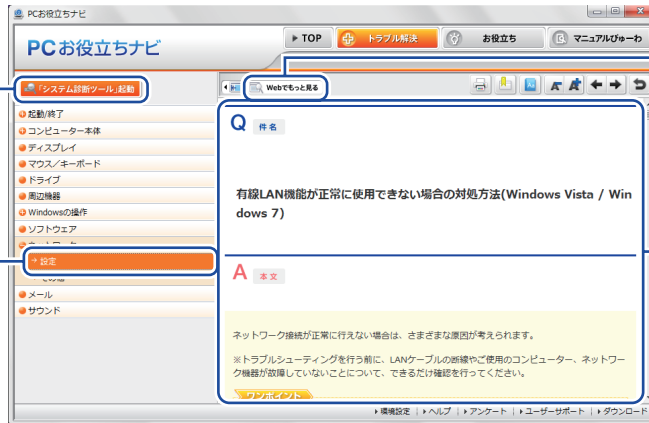 PCお役立ちナビ
PCお役立ちナビ
TOP
トラブル解決
お役立ち
マニュアルびゅーわ
「システム診断ツール」起動
Webでもっと見る
起動/終了
コンピューター本体
ディスプレイ
マウス/キーボード
ドライブ
周辺機器
Windowsの操作
ソフトウェア
設定
メール
サウンド
Q 件名
有線LAN機能が正常に使用できない場合の対処方法(Windows Vista / Win
dows 7)
A 本文
ネットワーク接続が正常に行えない場合は、さまざまな原因が考えられます。
※トラブルシューティングを行う前に、LANケーブルの断線やご使用のコンピューター、ネットワー
ク機器が故障していないことについて、できるだけ確認を行ってください。
ワンポイント
環境設定 | ヘルプ | アンケート | ユーザーサポート | ダウンロード